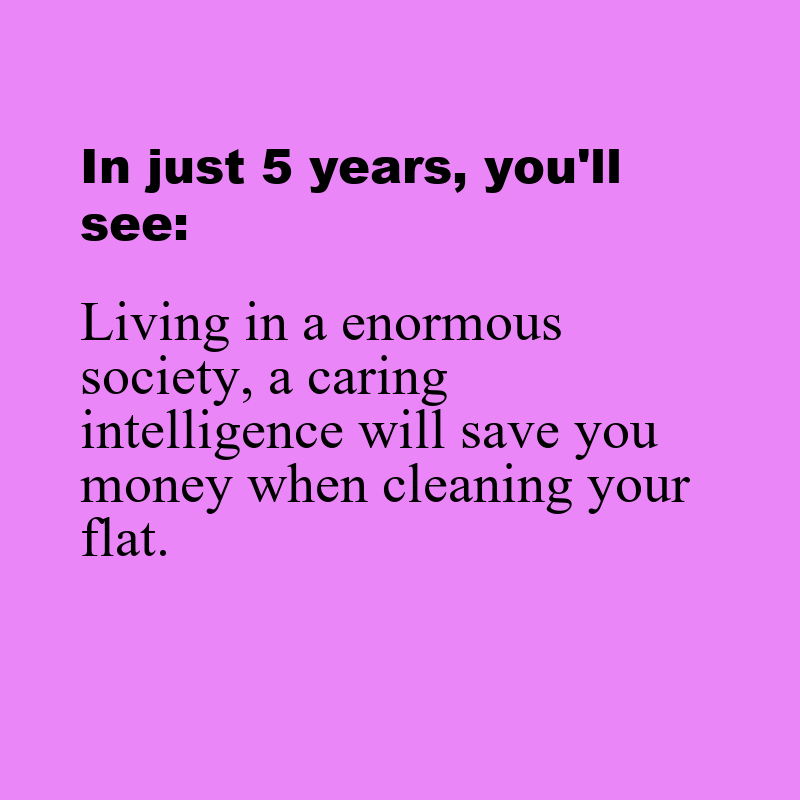 In just 5 years, you'll
see:
Living in a enormous
society, a caring
intelligence will save you
money when cleaning your
flat.